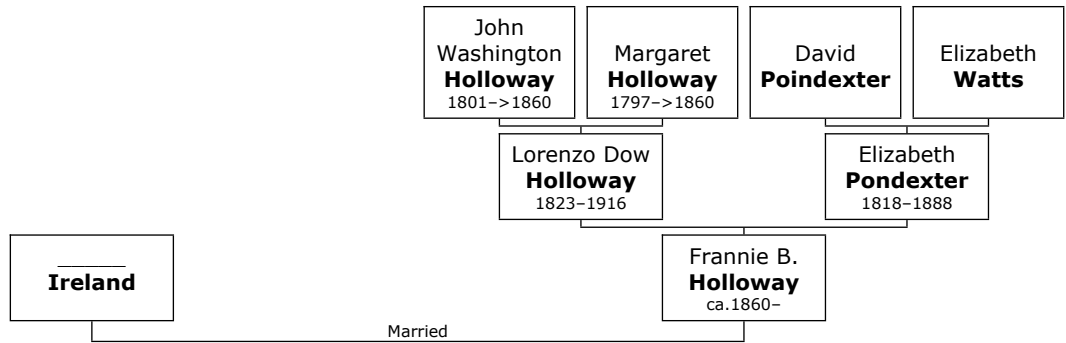 John
Washington
Holloway
1801–>1860
Margaret
Holloway
1797–>1860
David
Poindexter
Elizabeth
Watts
Lorenzo Dow
Holloway
1823–1916
Elizabeth
Pondexter
1818–1888
______
Ireland
Frannie B.
Holloway
ca.1860–
Married